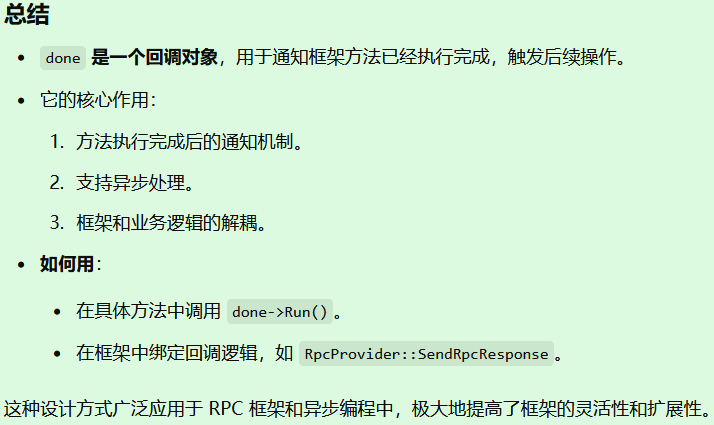 总结
• done 是一个回调对象，用于通知框架方法已经执行完成，触发后续操作。
• 它的核心作用：
1. 方法执行完成后的通知机制。
2. 支持异步处理。
3. 框架和业务逻辑的解耦。
• 如何用：
• 在具体方法中调用 done->Run()。
• 在框架中绑定回调逻辑，如 RpcProvider::SendRpcResponse。
这种设计方式广泛应用于 RPC 框架和异步编程中，极大地提高了框架的灵活性和扩展性。